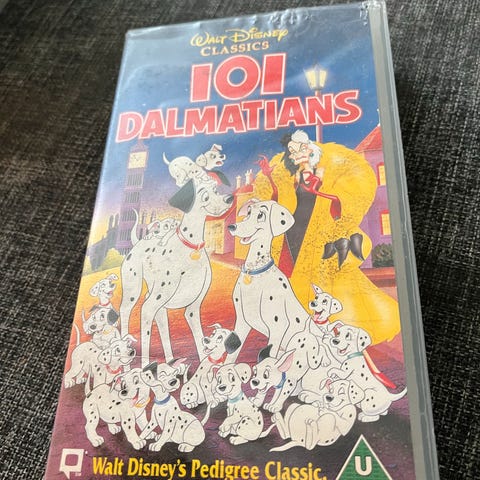 Walt Disney
CLASSICS
101
DALMATIANS
Walt Disney's Pedigree Classic.
U